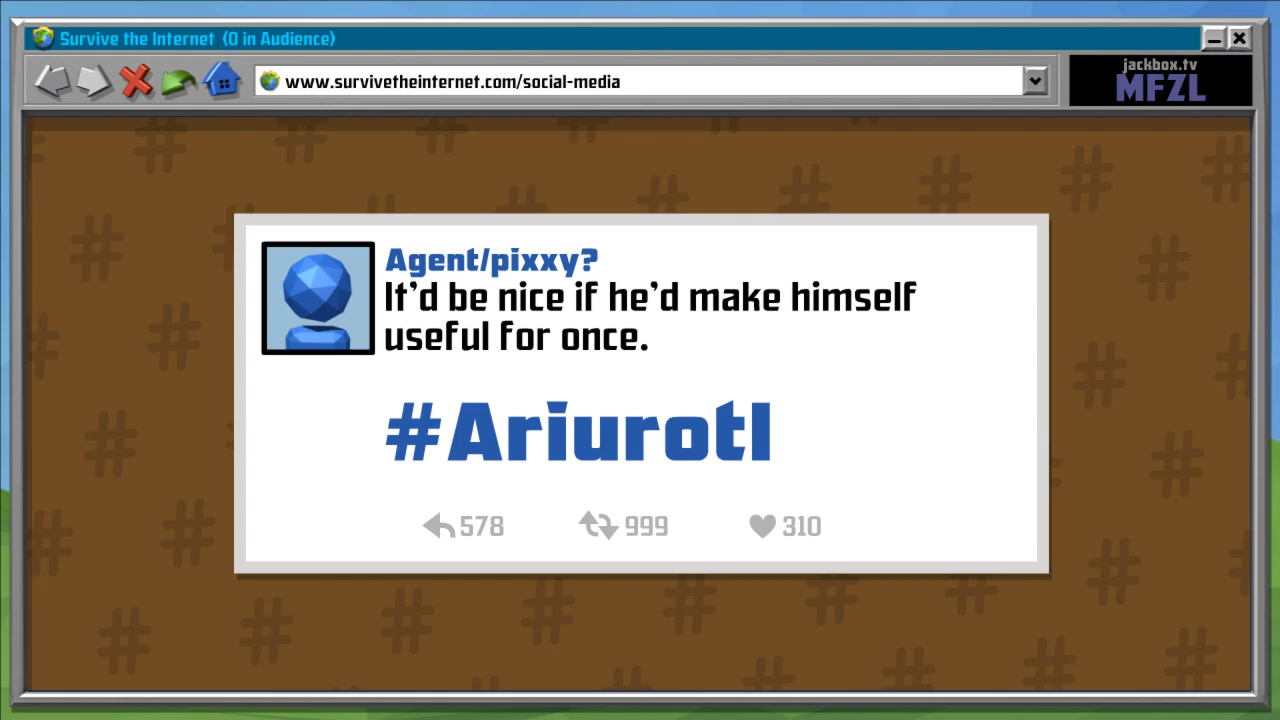 Survive the Internet (0 in Audience)
www.survivetheinternet.com/social-media
jackbox.tv
MFZL
Agent/pixxy?
It'd be nice if he'd make himself
useful for once.
#Ariurotl
578 999 310